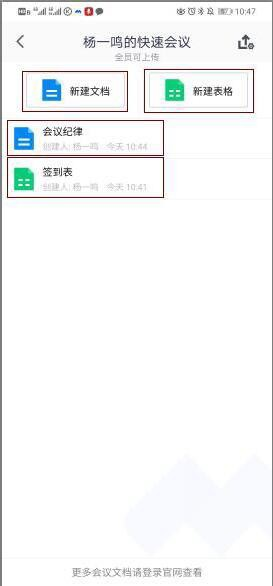 10:47
杨一鸣的快速会议
全员可上传
新建文档
新建表格
会议纪律
创建人: 杨一鸣 今天 10:44
签到表
创建人: 杨一鸣 今天 10:41
更多会议文档请登录官网查看